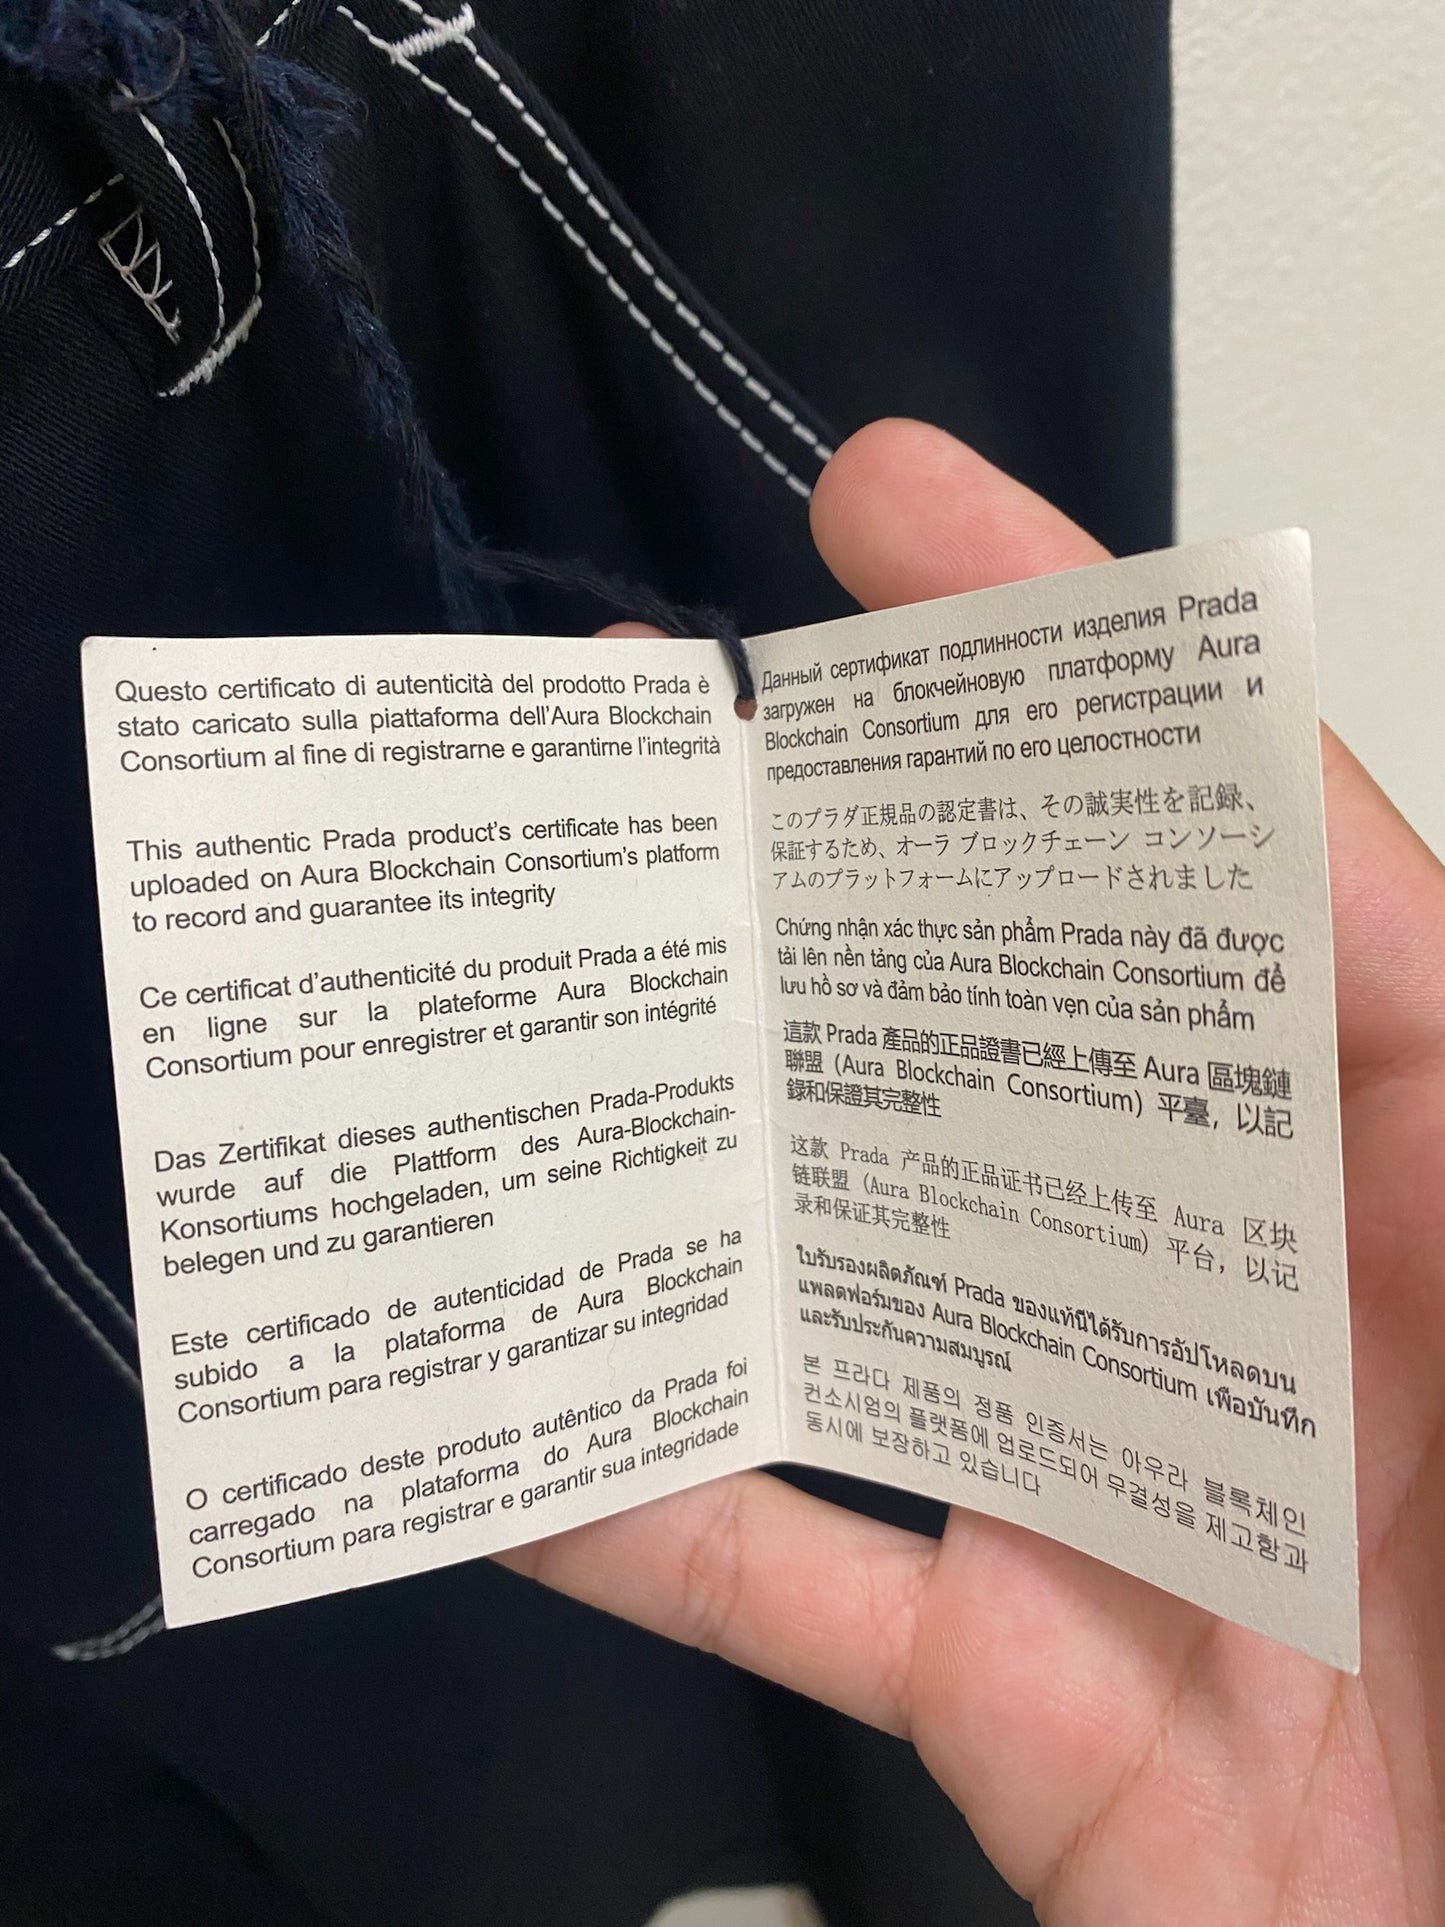 Questo certificato di autenticità del prodotto Prada è
stato caricato sulla piattaforma dell'Aura Blockchain
Consortium al fine di registrarne e garantirne l'integrità
This authentic Prada product's certificate has been
uploaded on Aura Blockchain Consortium's platform
to record and guarantee its integrity
Ce certificat d'authenticité du produit Prada a été mis
en ligne sur la plateforme Aura Blockchain
Consortium pour enregistrer et garantir son intégrité
Das Zertifikat dieses authentischen Prada-Produkts
wurde auf die Plattform des Aura-Blockchain-
Konsortiums hochgeladen, um seine Richtigkeit zu
belegen und zu garantieren
Este certificado de autenticidad de Prada se ha
subido a la plataforma de Aura Blockchain
Consortium para registrar y garantizar su integridad
O certificado deste produto autêntico da Prada foi
carregado na plataforma do Aura Blockchain
Consortium para registrar e garantir sua integridade
Данный сертификат подлинности изделия Prada
загружен на блокчейновую платформу Aura
Blockchain Consortium для его регистрации и
предоставления гарантий по его целостности
このプラダ正規品の認定書は、その誠実性を記録、
保証するため、オーラ ブロックチェーン コンソーシ
アムのプラットフォームにアップロードされました
Chứng nhận xác thực sản phẩm Prada này đã được
tải lên nền tảng của Aura Blockchain Consortium để
lưu hồ sơ và đảm bảo tính toàn vẹn của sản phẩm
這款 Prada 產品的正品證書已經上傳至 Aura 區塊鏈
聯盟 (Aura Blockchain Consortium) 平臺, 以記
錄和保證其完整性
这款 Prada 产品的正品证书已经上传至 Aura 区块
链联盟 (Aura Blockchain Consortium) 平台, 以记
录和保证其完整性
ใบรับรองผลิตภัณฑ์ Prada ของแท้นี้ได้รับการอัปโหลดบน
แพลตฟอร์มของ Aura Blockchain Consortium เพื่อบันทึก
และรับประกันความสมบูรณ์
본 프라다 제품의 정품 인증서는 아우라 블록체인
컨소시엄의 플랫폼에 업로드되어 무결성을 제고함과
동시에 보장하고 있습니다